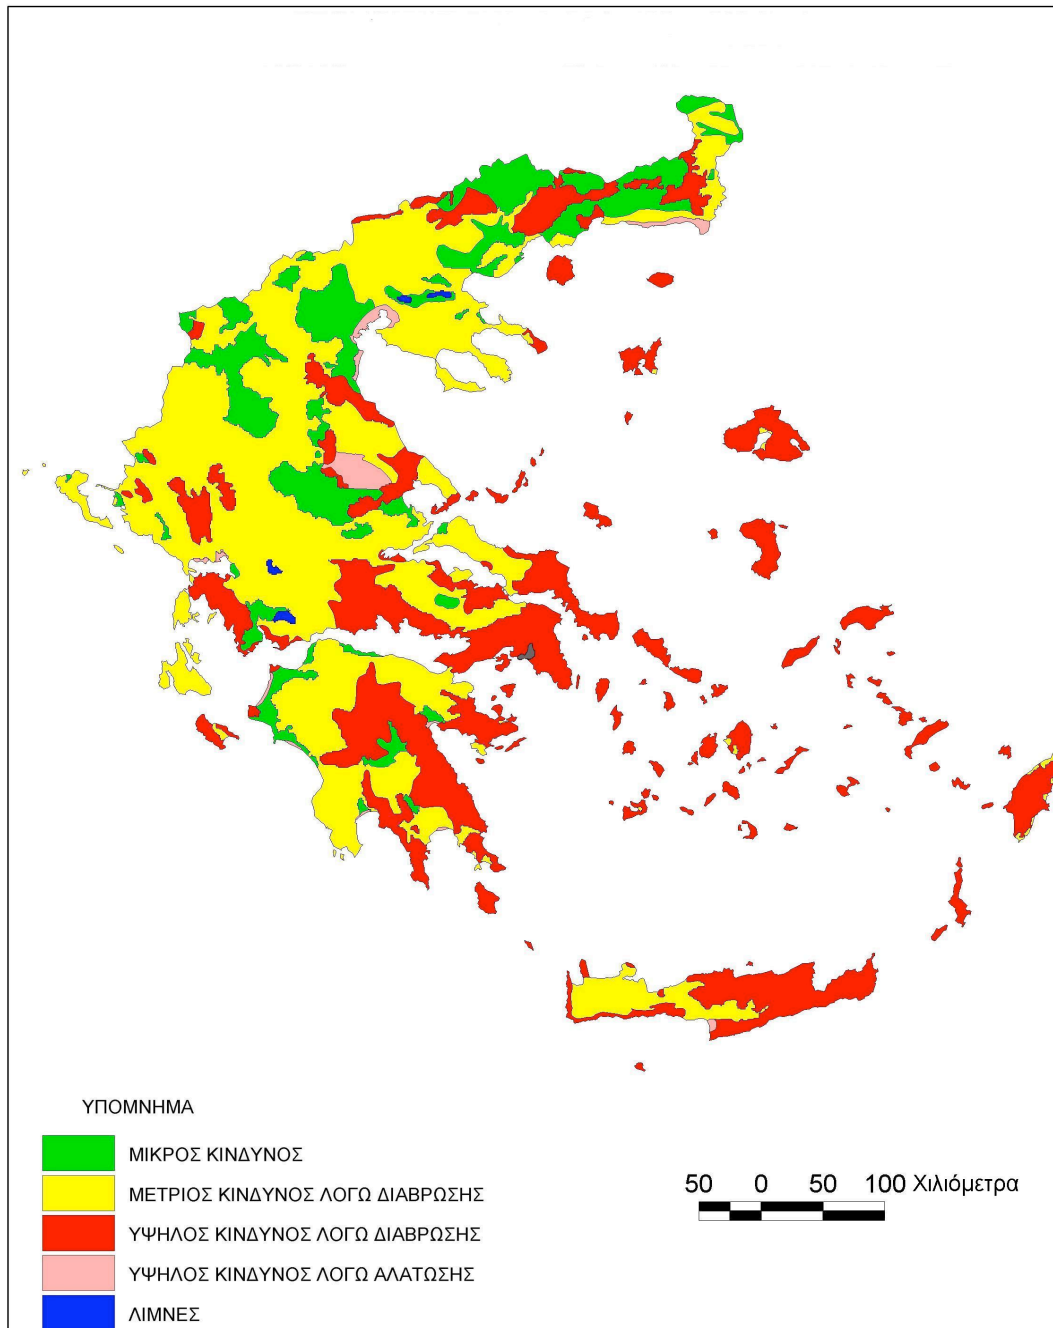 ΥΠΟΜΝΗΜΑ
ΜΙΚΡΟΣ ΚΙΝΔΥΝΟΣ
ΜΕΤΡΙΟΣ ΚΙΝΔΥΝΟΣ ΛΟΓΩ ΔΙΑΒΡΩΣΗΣ
ΥΨΗΛΟΣ ΚΙΝΔΥΝΟΣ ΛΟΓΩ ΔΙΑΒΡΩΣΗΣ
ΥΨΗΛΟΣ ΚΙΝΔΥΝΟΣ ΛΟΓΩ ΑΛΑΤΩΣΗΣ
ΛΙΜΝΕΣ
50 0 50 100 Χιλιόμετρα